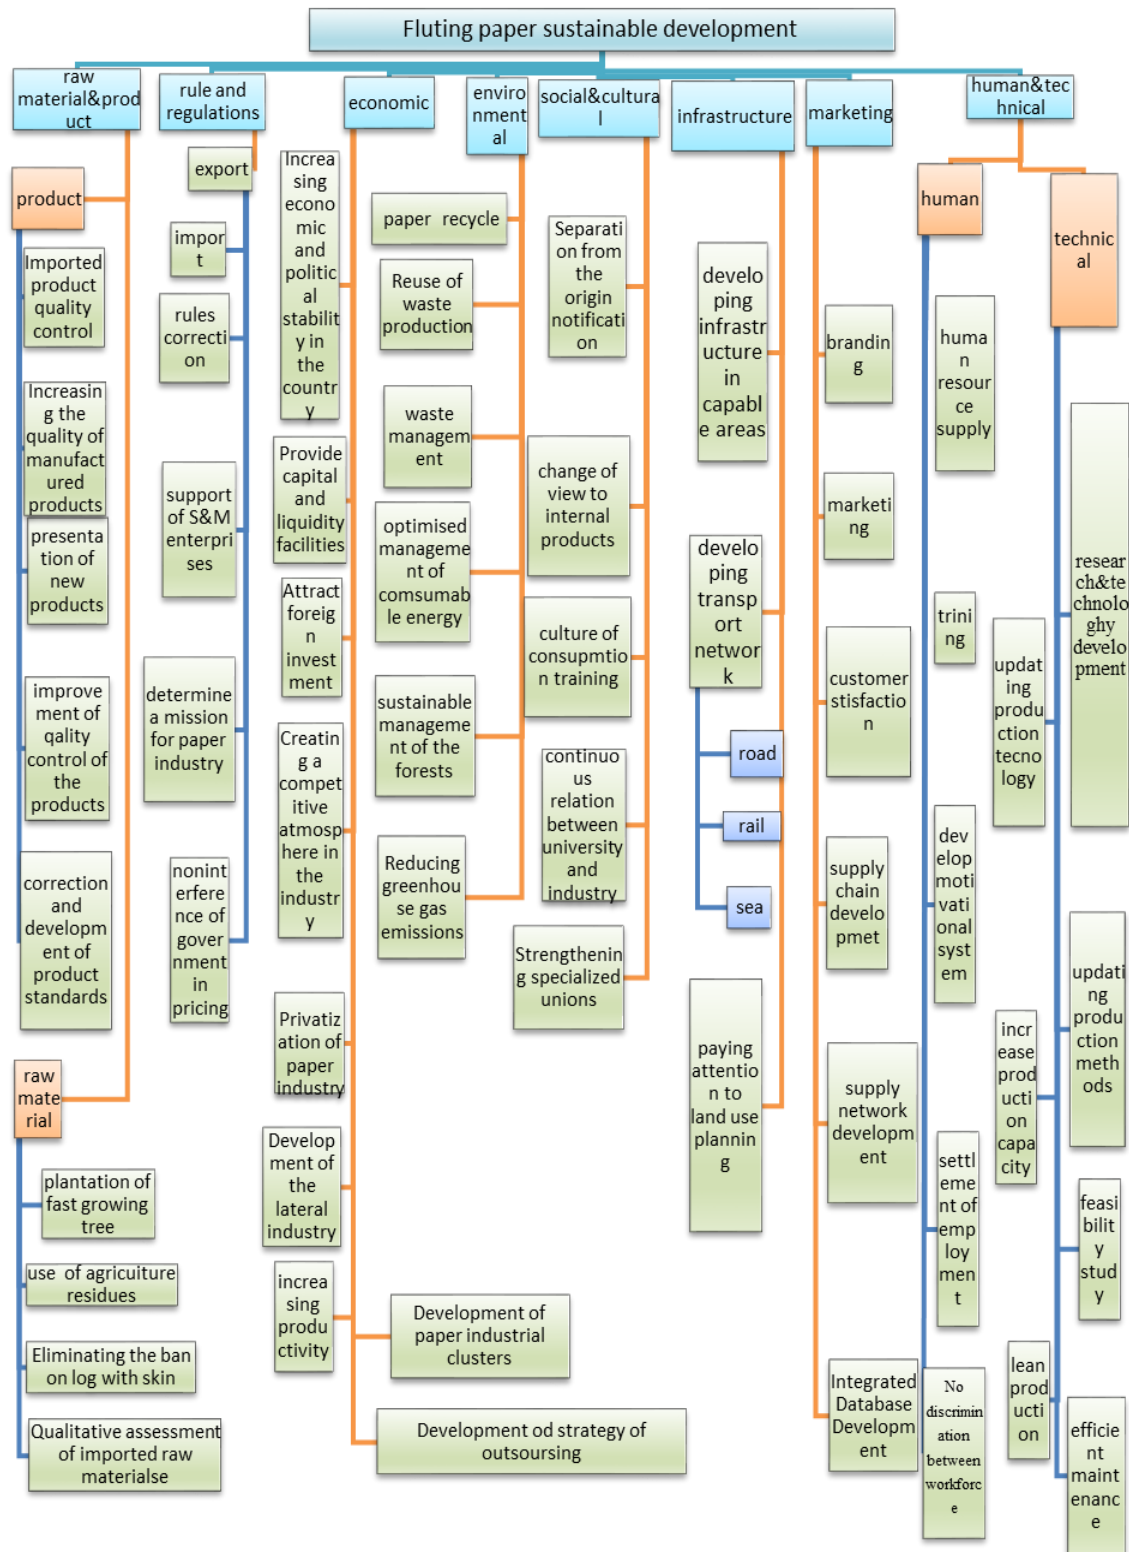 Fluting paper sustainable development
raw
material&prod
uct
rule and
regulations
economic
enviro
nment
al
social&cultura
l
infrastructure
marketing
human&tec
hnical
product
Imported
product
quality
control
Increasin
g the
quality of
manufact
ured
products
presenta
tion of
new
products
improve
ment of
qality
control of
the
products
correction
and
developm
ent of
product
standards
raw
mate
rial
plantation of
fast growing
tree
use of agriculture
residues
Eliminating the ban
on log with skin
Qualitative assessment
of imported raw
materialse
export
impor
t
rules
correcti
on
support
of S&M
enterpri
ses
determine
a mission
for paper
industry
nonint
erfere
nce of
gover
nment
in
pricing
Increa
sing
econo
mic
and
politic
al
stabilit
y in
the
countr
y
Provide
capital
and
liquidity
facilities
Attract
foreig
n
invest
ment
Creatin
g a
compet
itive
atmosp
here in
the
industr
y
Privatiz
ation of
paper
industry
Develop
ment of
the
lateral
industry
increa
sing
produ
ctivity
Development of
paper industrial
clusters
Development od strategy of
outsoursing
paper recycle
Reuse of
waste
production
waste
managem
ent
optimised
manageme
nt of
comsumab
le energy
sustainable
manageme
nt of the
forests
Reducing
greenhou
se gas
emissions
Separati
on from
the
origin
notificati
on
change of
view to
internal
products
culture of
consupmtio
n training
continuo
us
relation
between
university
and
industry
Strengthenin
g specialized
unions
develo
ping
infrastr
ucture
in
capabl
e areas
develo
ping
transp
ort
networ
k
road
rail
sea
paying
attentio
n to
land use
plannin
g
brandin
g
marketi
ng
customer
stisfactio
n
supply
chain
develo
pmet
supply
network
developm
ent
Integrated
Database
Developm
ent
human
huma
n
resour
ce
supply
trini
ng
dev
elop
moti
vati
onal
syst
em
settl
eme
nt of
emp
loy
men
t
No
discrimin
ation
between
workforc
e
technic
al
resear
ch&te
chnolo
ghy
develo
pment
updat
ing
produ
ction
tecno
logy
updati
ng
produ
ction
meth
ods
incr
ease
prod
ucti
on
capa
city
feasi
bilit
y
study
lean
prod
ucti
on
efficie
nt
maint
enanc
e